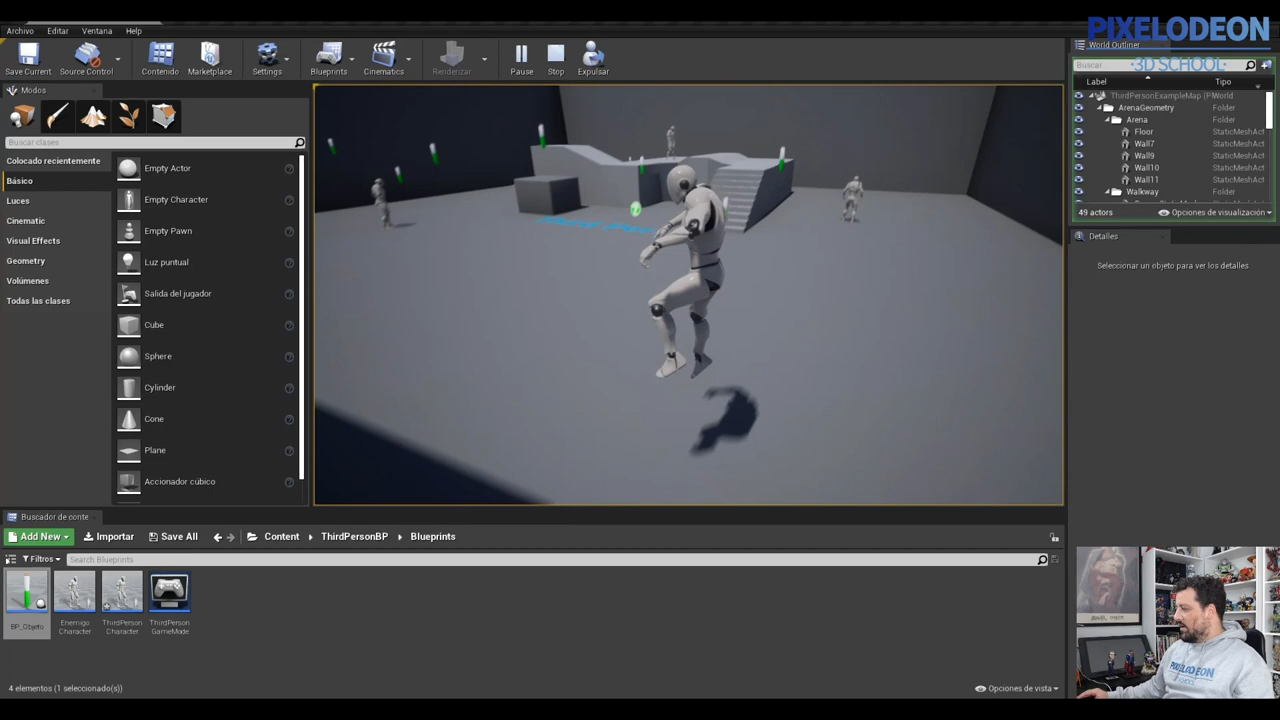 PIXELODEON
•3D SCHOOL•
Archivo Editar Ventana Help
Save Current Source Control Contenido Marketplace Settings Blueprints Cinematics Renderizar Pause Stop Expulsar
World Outliner
Buscar
Label Tipo
ThirdPersonExampleMap World
ArenaGeometry Folder
Arena Folder
Floor StaticMeshAct
Wall7 StaticMeshAct
Wall9 StaticMeshAct
Wall10 StaticMeshAct
Wall11 StaticMeshAct
Walkway Folder
49 actors Opciones de visualización
Detalles
Seleccionar un objeto para ver los detalles.
Modos
Buscar clases
Colocado recientemente
Básico
Luces
Cinematic
Visual Effects
Geometry
Volúmenes
Todas las clases
Empty Actor
Empty Character
Empty Pawn
Luz puntual
Salida del jugador
Cube
Sphere
Cylinder
Cone
Plane
Accionador cúbico
Buscador de conte
Add New Importar Save All Content ThirdPersonBP Blueprints
Filtros Search Blueprints
BP_Objeto
Enemigo
Character
ThirdPerson
Character
ThirdPerson
GameMode
4 elementos (1 seleccionado(s))
Opciones de vista
PIXELODEON
SCHOOL